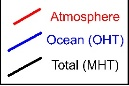 Atmosphere
Ocean (OHT)
Total (MHT)